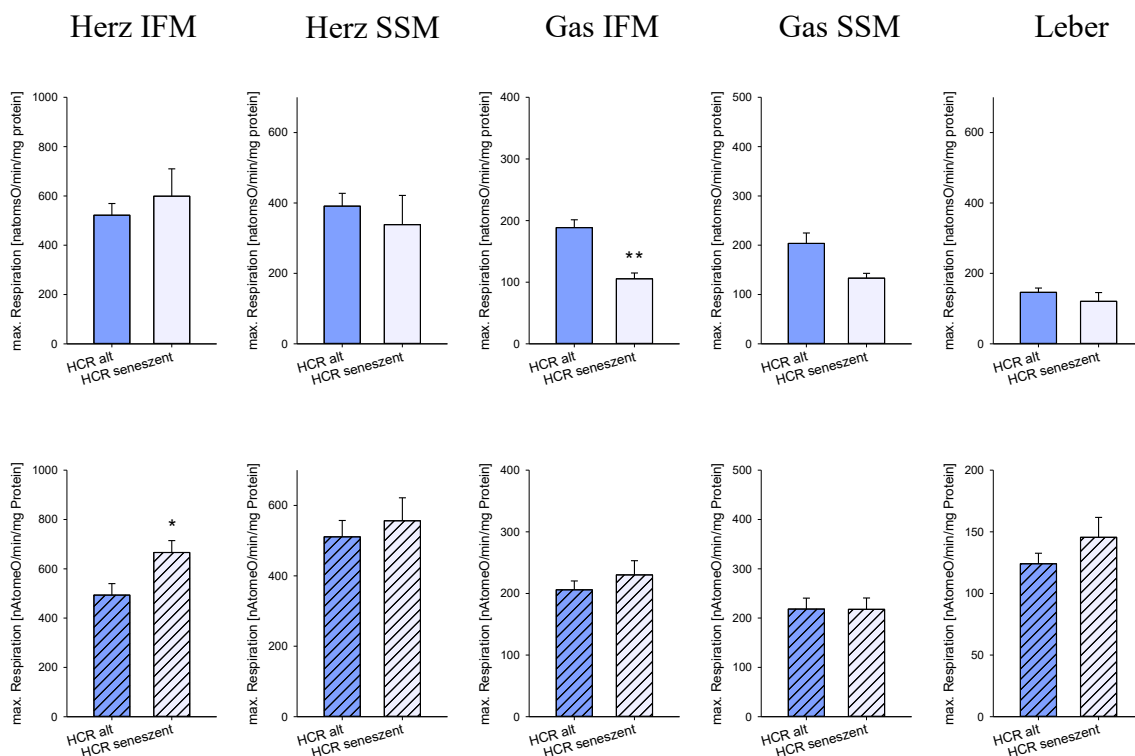 Herz IFM
Herz SSM
Gas IFM
Gas SSM
Leber
max. Respiration [natomsO/min/mg protein]
1000
800
600
400
200
0
HCR alt
HCR seneszent
max. Respiration [natomsO/min/mg protein]
600
400
200
0
HCR alt
HCR seneszent
max. Respiration [natomsO/min/mg protein]
400
300
200
100
0
**
HCR alt
HCR seneszent
max. Respiration [natomsO/min/mg protein]
500
400
300
200
100
0
HCR alt
HCR seneszent
max. Respiration [natomsO/min/mg protein]
600
400
200
0
HCR alt
HCR seneszent
max. Respiration [nAtomeO/min/mg Protein]
1000
800
600
400
200
0
*
HCR alt
HCR seneszent
max. Respiration [nAtomeO/min/mg Protein]
600
400
200
0
HCR alt
HCR seneszent
max. Respiration [nAtomeO/min/mg Protein]
400
300
200
100
0
HCR alt
HCR seneszent
max. Respiration [nAtomeO/min/mg Protein]
500
400
300
200
100
0
HCR alt
HCR seneszent
max. Respiration [nAtomeO/min/mg Protein]
200
150
100
50
0
HCR alt
HCR seneszent